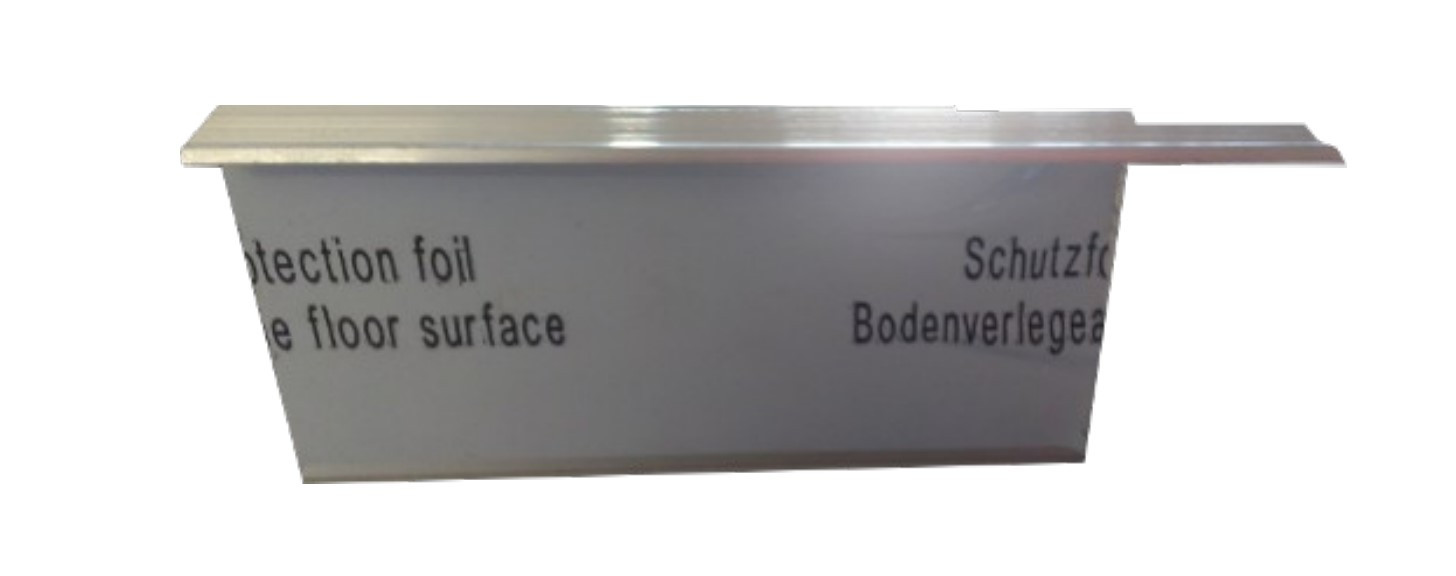 otection foil
e floor surface
Schutzfo
Bodenverlegea